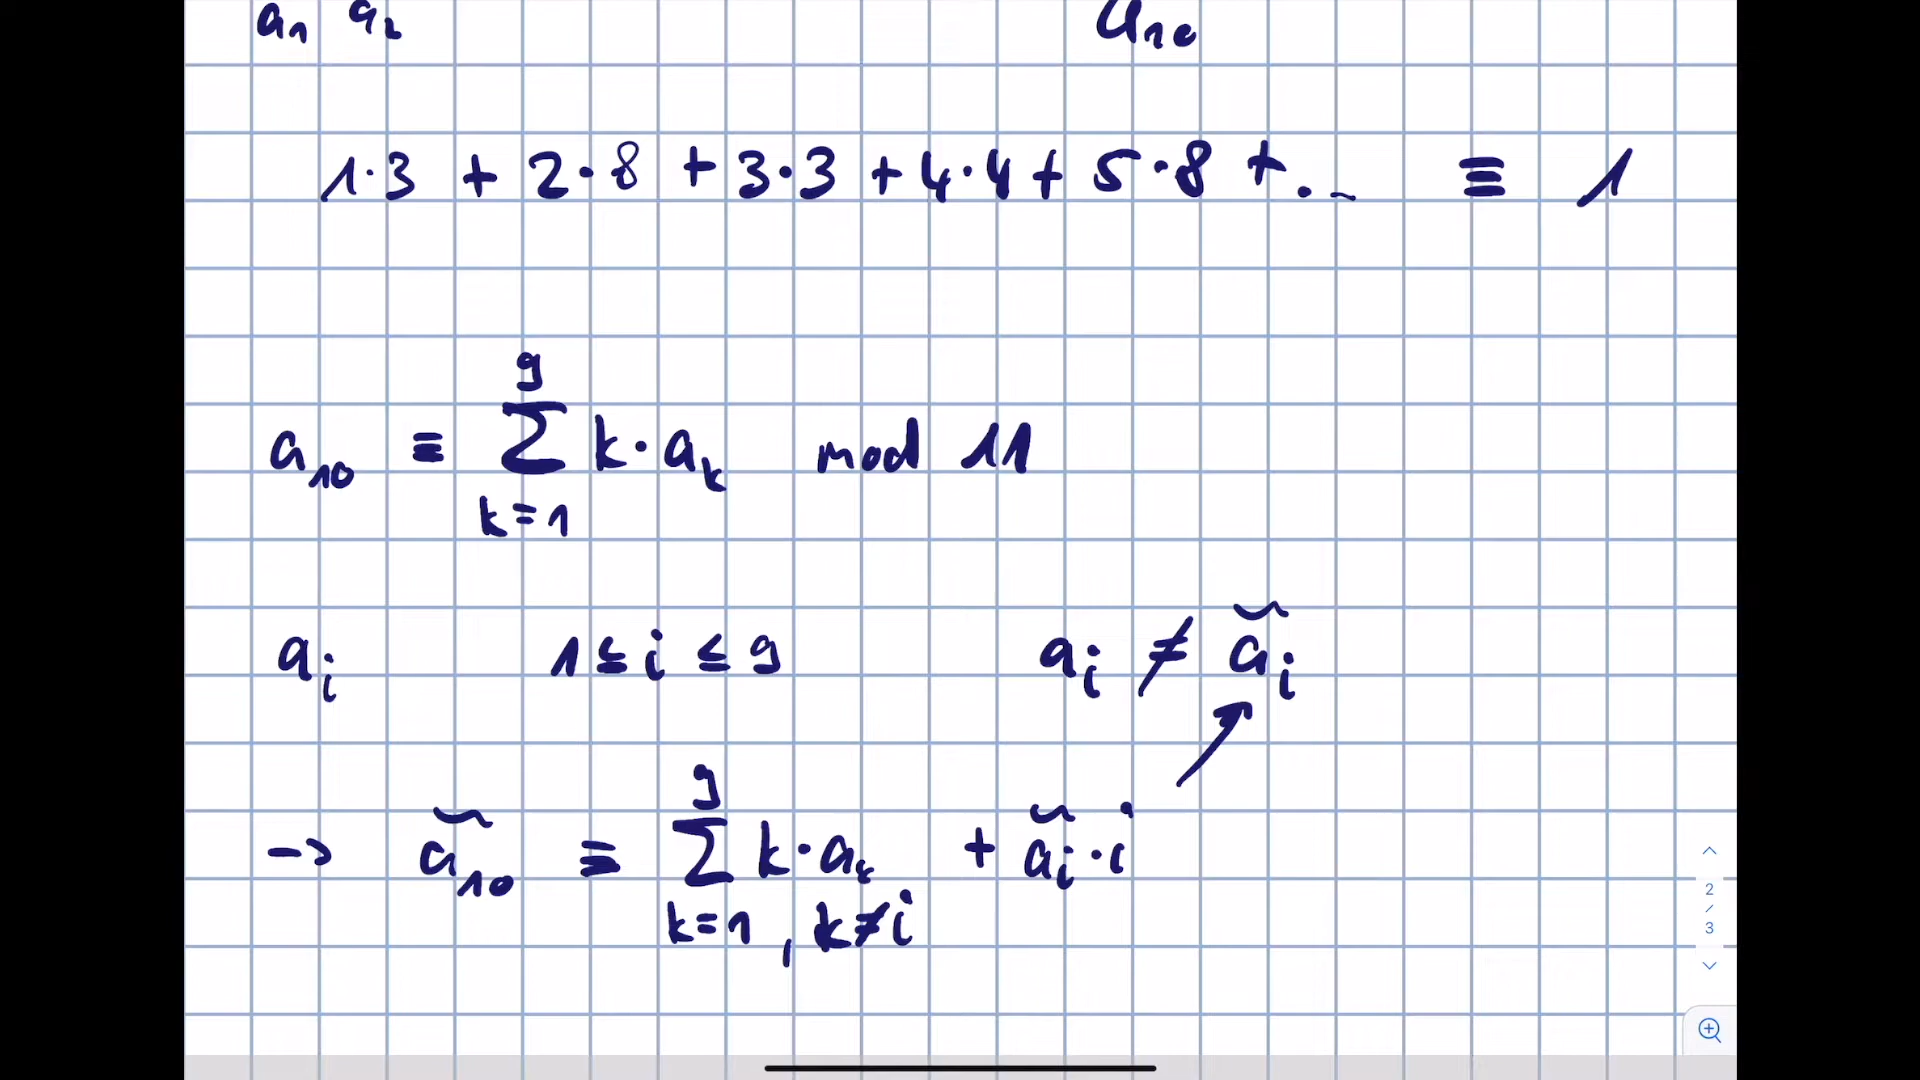 a₁ a₂ a₁₀
1·3 + 2·8 + 3·3 + 4·4 + 5·8 + ... ≡ 1
a₁₀ ≡ ∑_{k=1}^{9} k·a_k mod 11
a_i 1 ≤ i ≤ 9 a_i ≠ ã_i
→ ã₁₀ ≡ ∑_{k=1, k≠i}^{9} k·a_k + ã_i·i
2
/
3